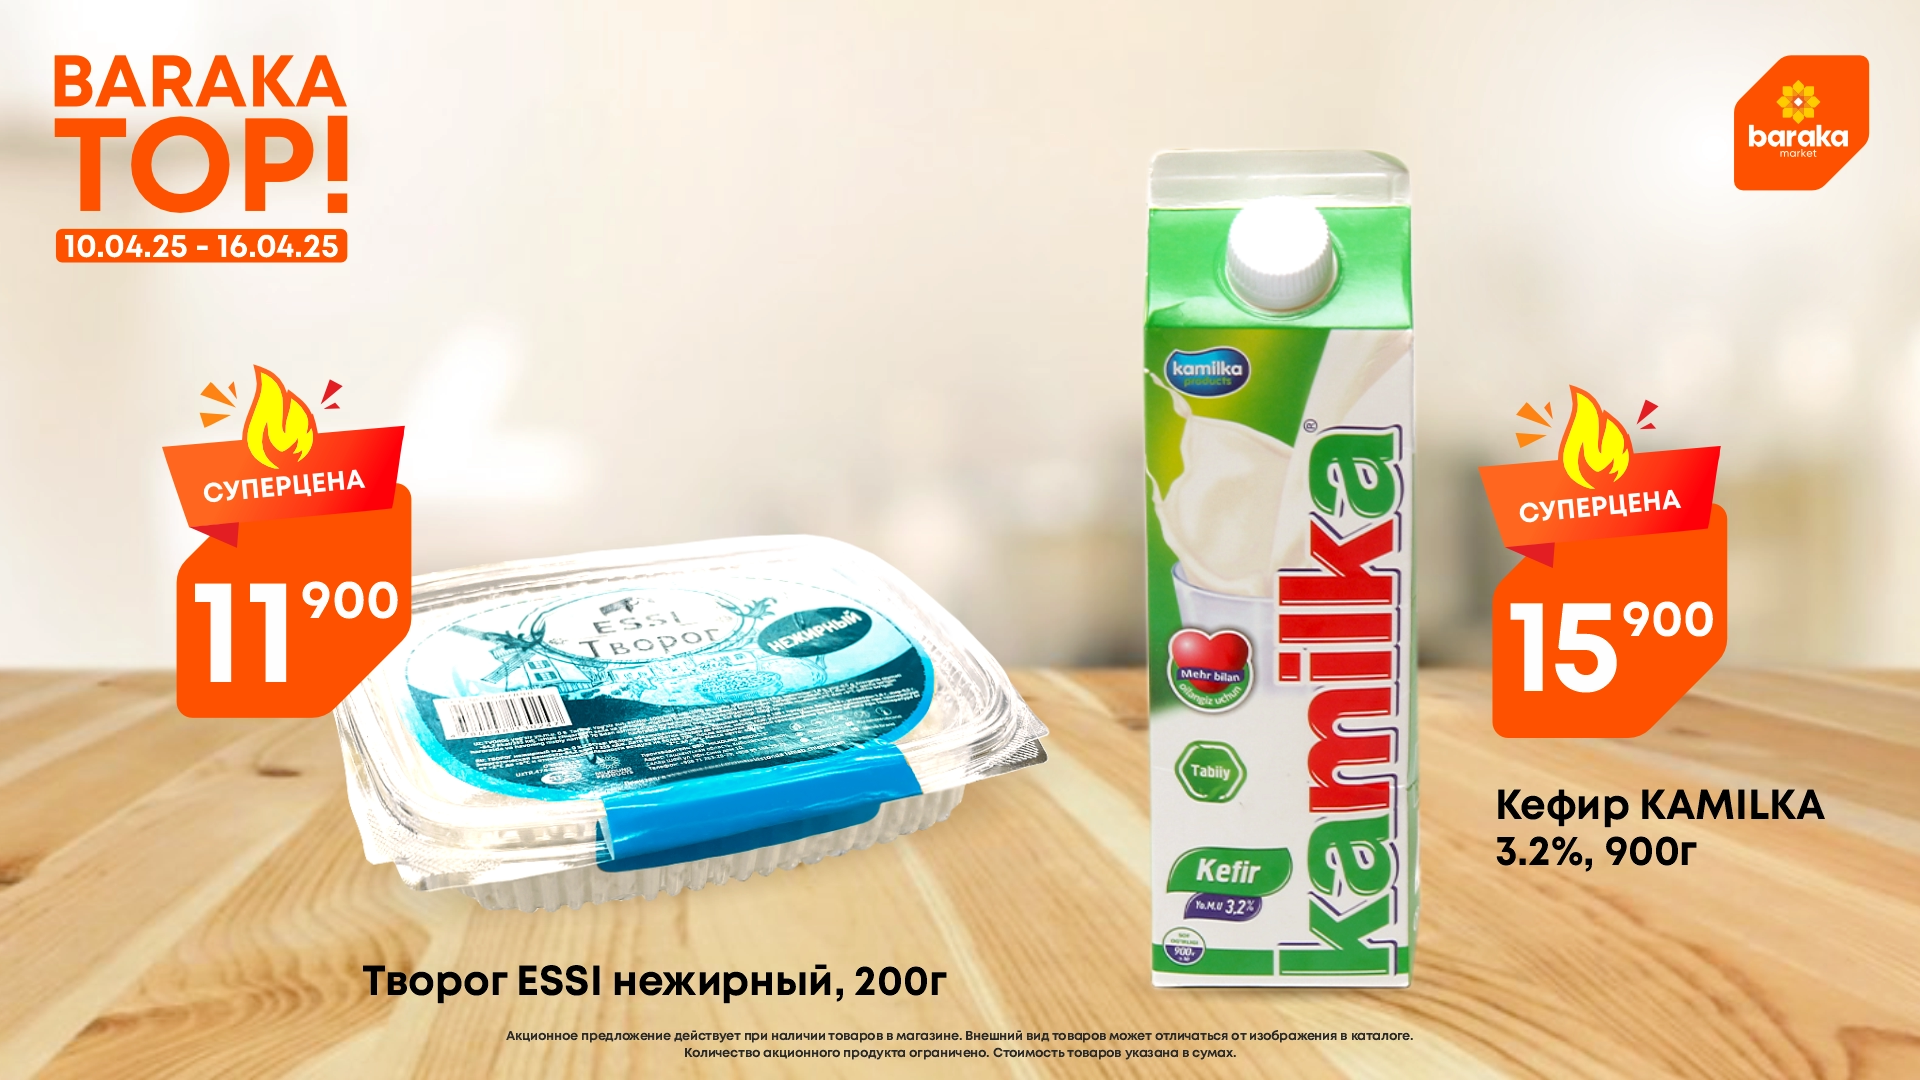 BARAKA
TOP!
10.04.25 - 16.04.25
baraka
market
СУПЕРЦЕНА
11 900
ESSI
Творог
НЕЖИРНЫЙ
Творог ESSI нежирный, 200г
kamilka
products
kamilka®
Mehr bilan
oilangiz uchun
Tabiiy
Kefir
Yo.M.U 3,2%
СУПЕРЦЕНА
15 900
Кефир KAMILKA
3.2%, 900г
Акционное предложение действует при наличии товаров в магазине. Внешний вид товаров может отличаться от изображения в каталоге.
Количество акционного продукта ограничено. Стоимость товаров указана в сумах.